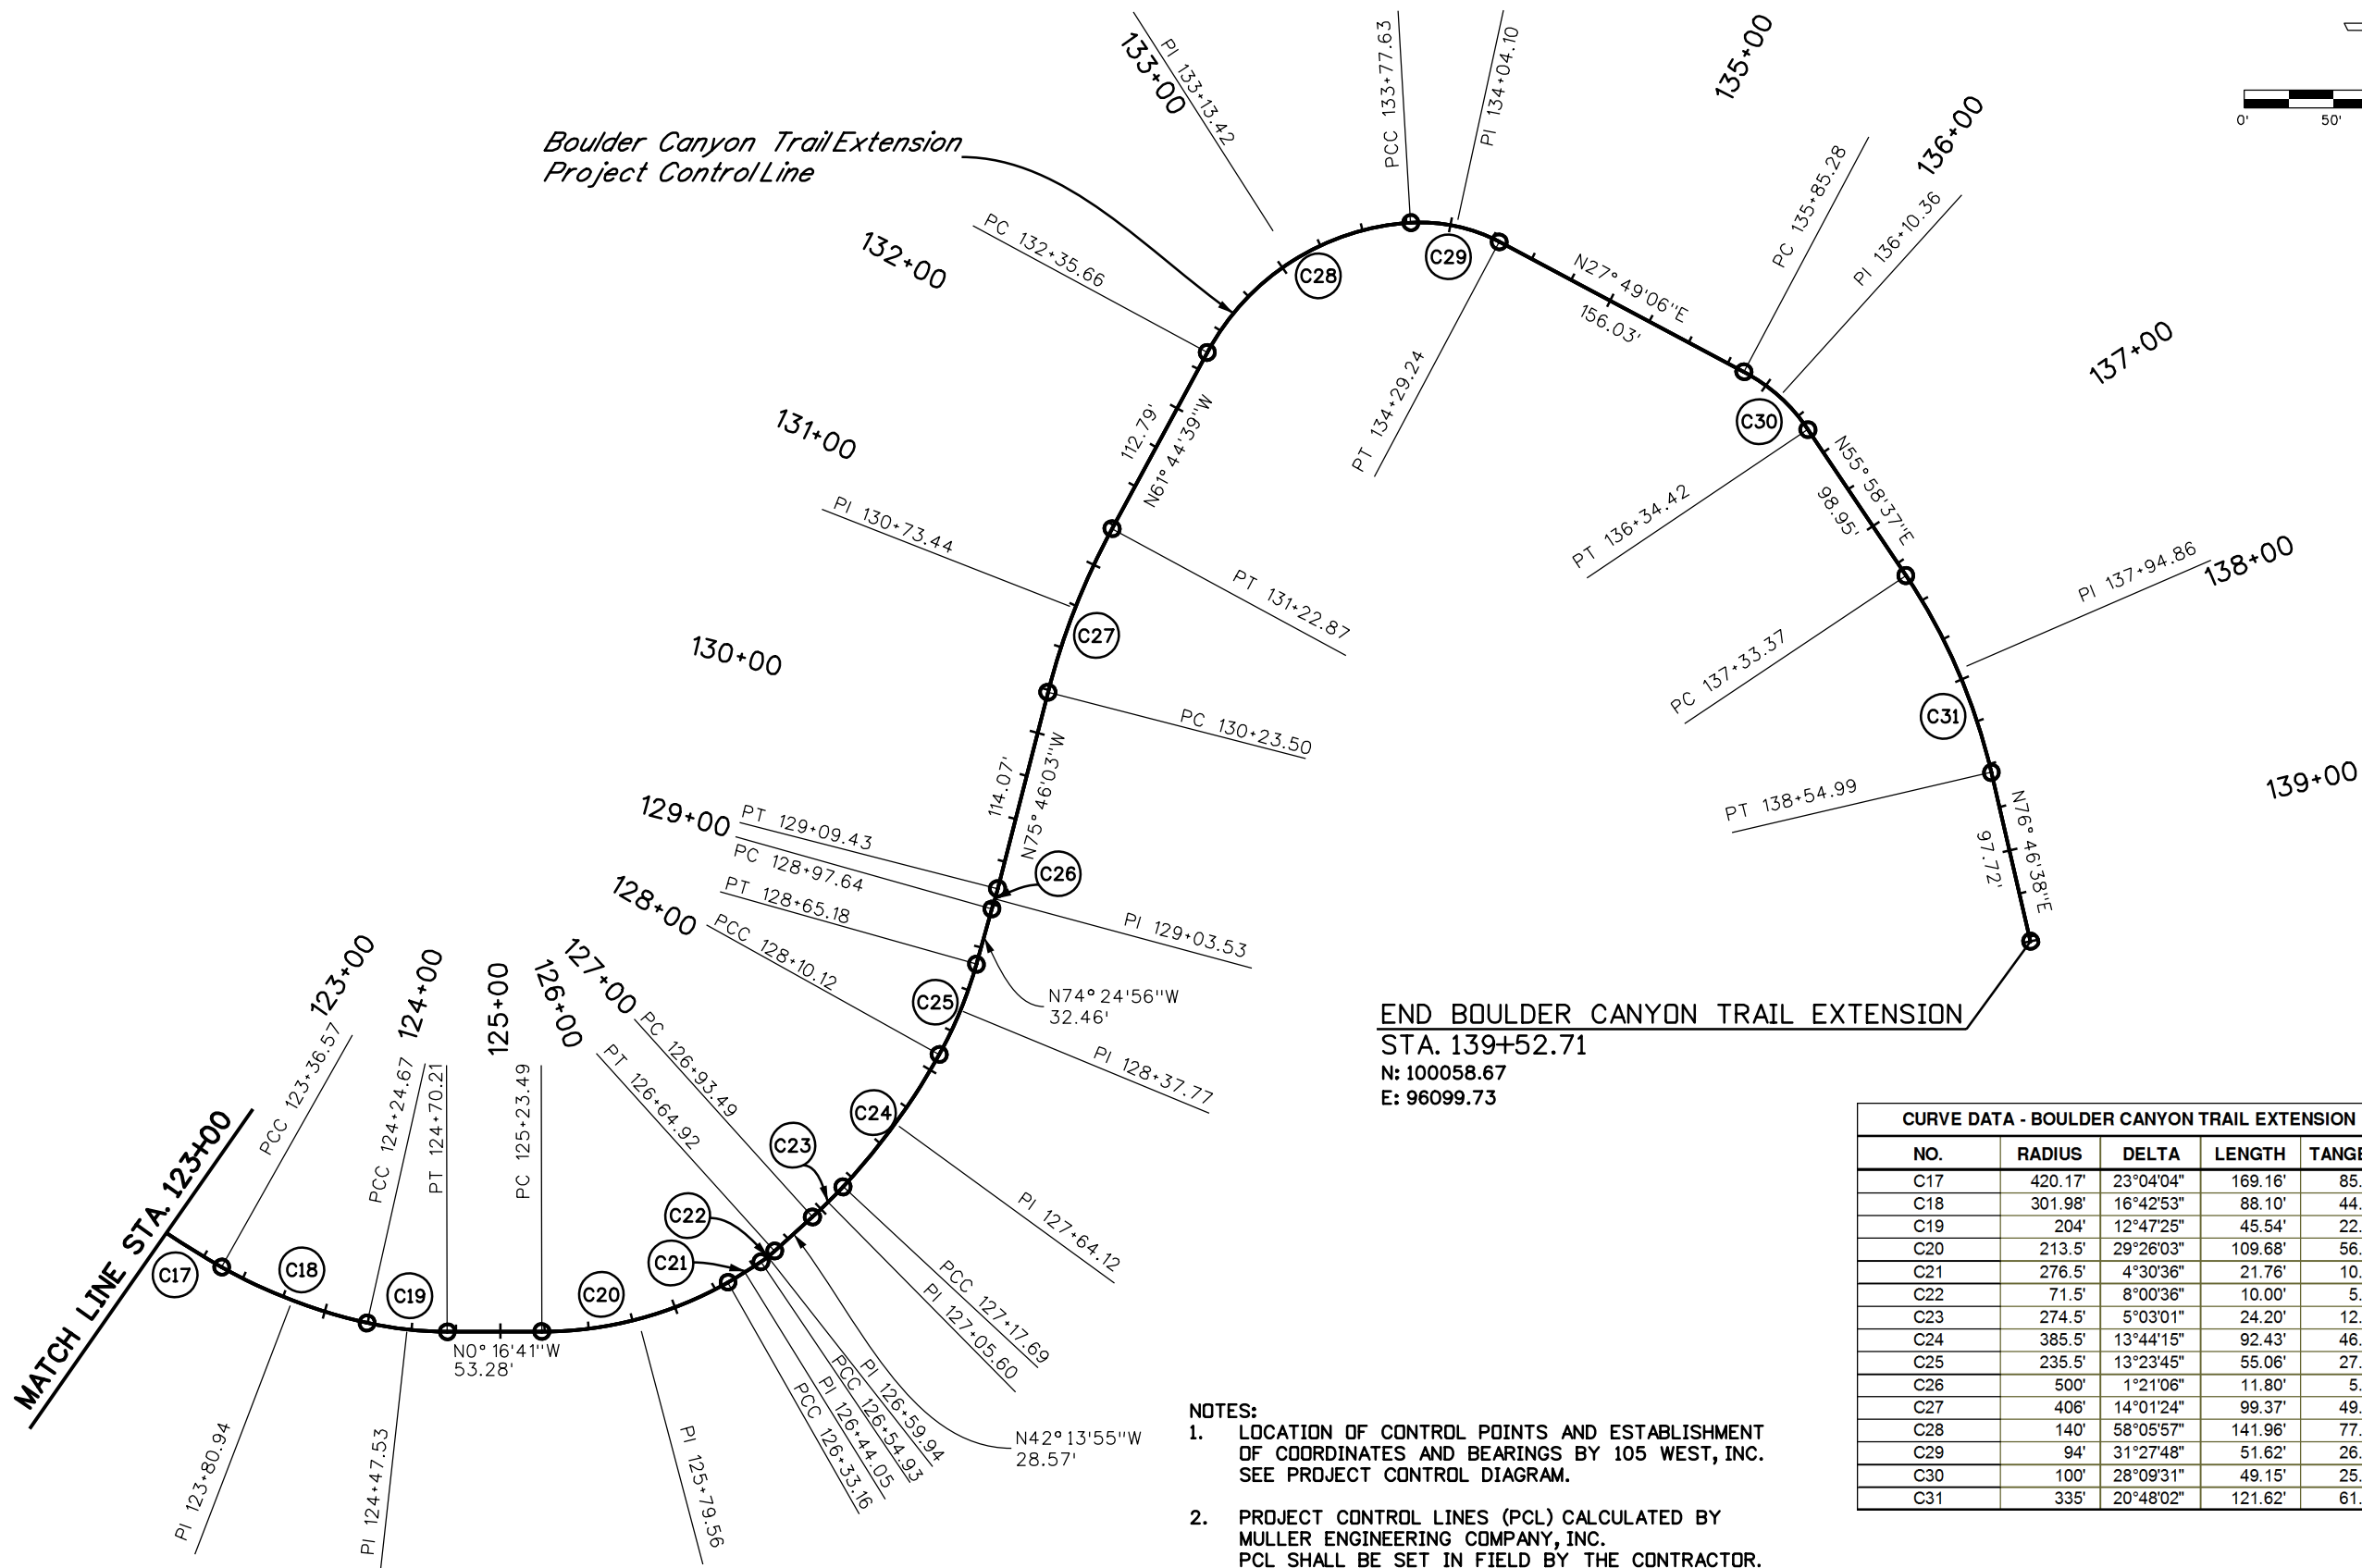 Boulder Canyon Trail Extension
Project Control Line
133+00
PI 133+13.42
PCC 133+77.63
PI 134+04.10
135+00
136+00
0'
50'
PC 135+85.28
PI 136+10.36
132+00
PC 132+35.66
C28
C29
N27°49'06"E
156.03'
PT 134+29.24
C30
137+00
131+00
112.79'
N61°44'39"W
PI 130+73.44
PT 136+34.42
N55°58'37"E
98.95'
PI 137+94.86
138+00
PT 131+22.87
C27
130+00
PC 137+33.37
C31
PC 130+23.50
114.07'
N75°46'03"W
PT 138+54.99
139+00
N76°46'38"E
97.72'
129+00
PT 129+09.43
PC 128+97.64
C26
PT 128+65.18
PI 129+03.53
128+00
PCC 128+10.12
N74°24'56"W
32.46'
C25
PI 128+37.77
END BOULDER CANYON TRAIL EXTENSION
STA. 139+52.71
N: 100058.67
E: 96099.73
123+00
124+00
125+00
126+00
127+00
PCC 123+36.57
PCC 124+24.67
PT 124+70.21
PC 125+23.49
PT 126+64.92
PC 126+93.49
C24
C23
PI 127+64.12
MATCH LINE STA. 123+00
C17
C18
C19
C20
C21
C22
PCC 127+17.69
PI 127+05.60
N0°16'41"W
53.28'
PI 126+59.94
PCC 126+54.93
PI 126+44.05
PCC 126+33.16
N42°13'55"W
28.57'
PI 123+80.94
PI 124+47.53
PI 125+79.56
NOTES:
1. LOCATION OF CONTROL POINTS AND ESTABLISHMENT
OF COORDINATES AND BEARINGS BY 105 WEST, INC.
SEE PROJECT CONTROL DIAGRAM.
2. PROJECT CONTROL LINES (PCL) CALCULATED BY
MULLER ENGINEERING COMPANY, INC.
PCL SHALL BE SET IN FIELD BY THE CONTRACTOR.
CURVE DATA - BOULDER CANYON TRAIL EXTENSION
NO. RADIUS DELTA LENGTH TANGE
C17 420.17' 23°04'04" 169.16' 85.
C18 301.98' 16°42'53" 88.10' 44.
C19 204' 12°47'25" 45.54' 22.
C20 213.5' 29°26'03" 109.68' 56.
C21 276.5' 4°30'36" 21.76' 10.
C22 71.5' 8°00'36" 10.00' 5.
C23 274.5' 5°03'01" 24.20' 12.
C24 385.5' 13°44'15" 92.43' 46.
C25 235.5' 13°23'45" 55.06' 27.
C26 500' 1°21'06" 11.80' 5.
C27 406' 14°01'24" 99.37' 49.
C28 140' 58°05'57" 141.96' 77.
C29 94' 31°27'48" 51.62' 26.
C30 100' 28°09'31" 49.15' 25.
C31 335' 20°48'02" 121.62' 61.